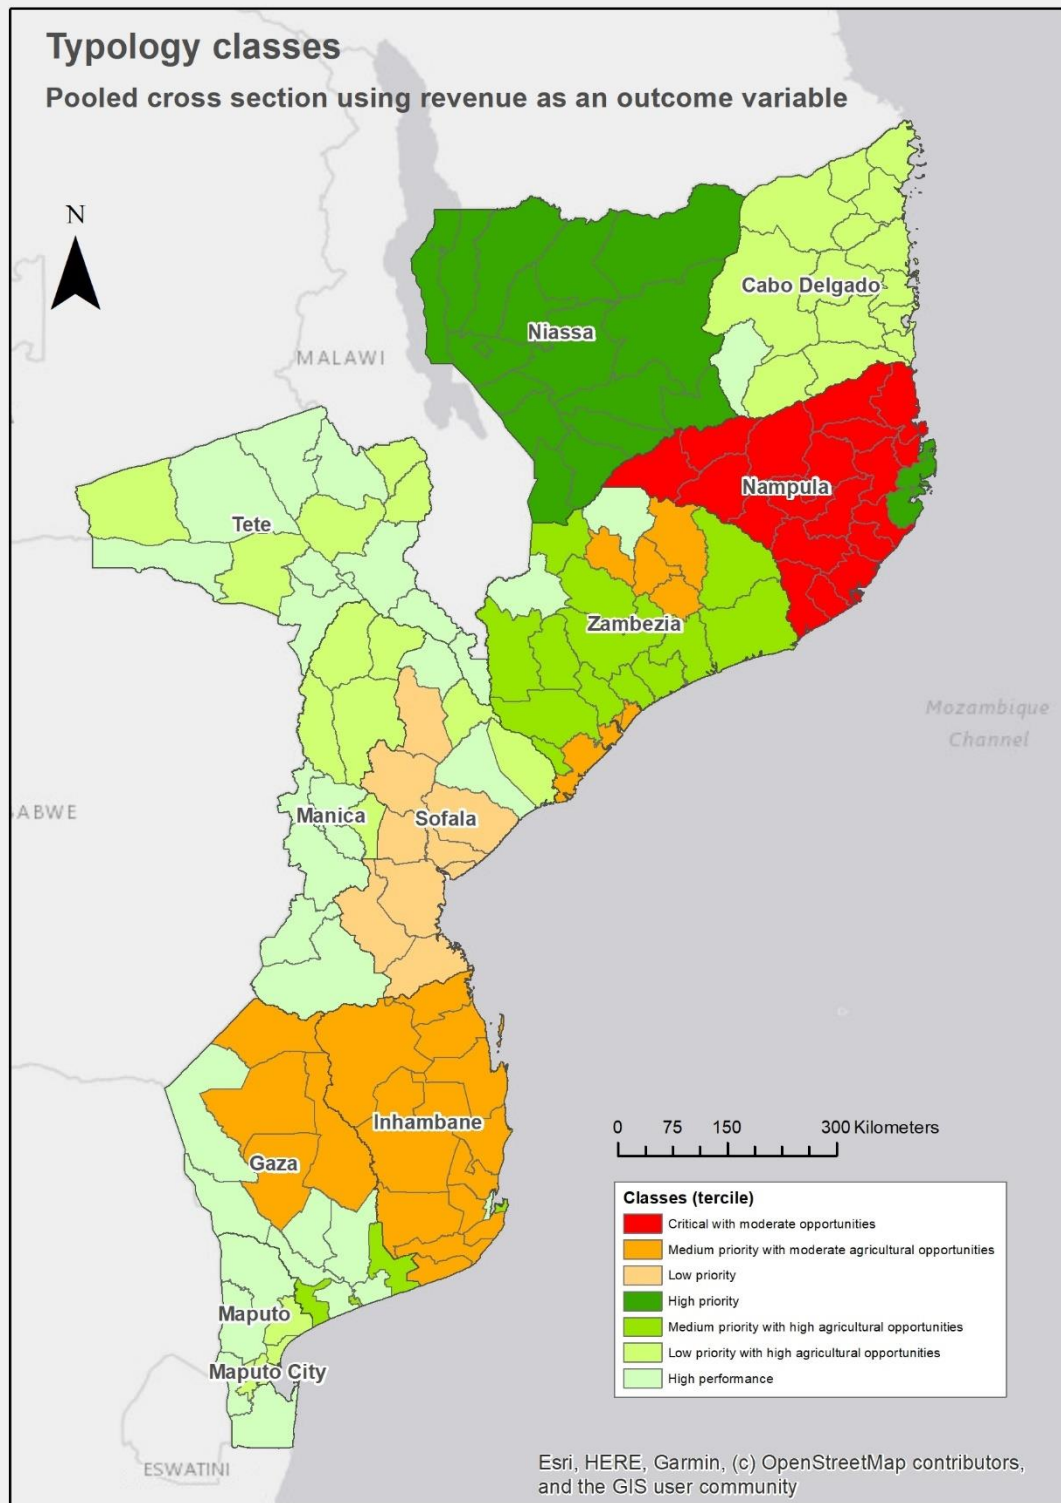 Typology classes
Pooled cross section using revenue as an outcome variable
N
MALAWI
Cabo Delgado
Niassa
Nampula
Tete
Zambezia
Mozambique
Channel
BABWE
Manica
Sofala
Inhambane
Gaza
Maputo
Maputo City
ESWATINI
0 75 150 300 Kilometers
Classes (tercile)
Critical with moderate opportunities
Medium priority with moderate agricultural opportunities
Low priority
High priority
Medium priority with high agricultural opportunities
Low priority with high agricultural opportunities
High performance
Esri, HERE, Garmin, (c) OpenStreetMap contributors,
and the GIS user community